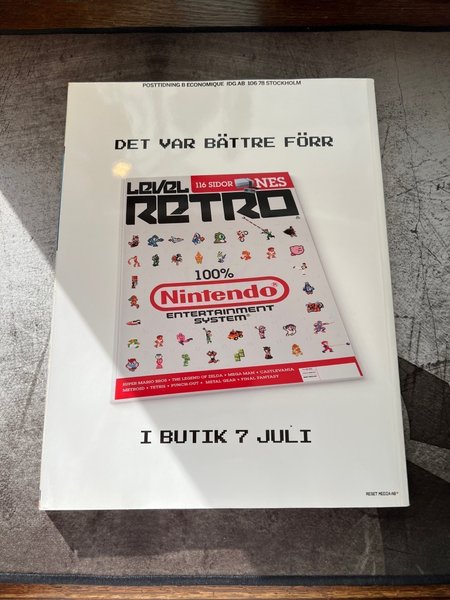 POSTTIDNING B ECONOMIQUE IDG AB 106 78 STOCKHOLM
DET VAR BÄTTRE FÖRR
LEVEL
116 SIDOR NES
RETRO
100%
Nintendo®
ENTERTAINMENT
SYSTEM
SUPER MARIO BROS • THE LEGEND OF ZELDA • MEGA MAN • CASTLEVANIA
METROID • TETRIS • PUNCH-OUT • METAL GEAR • FINAL FANTASY
I BUTIK 7 JULI
RESET MEDIA AB